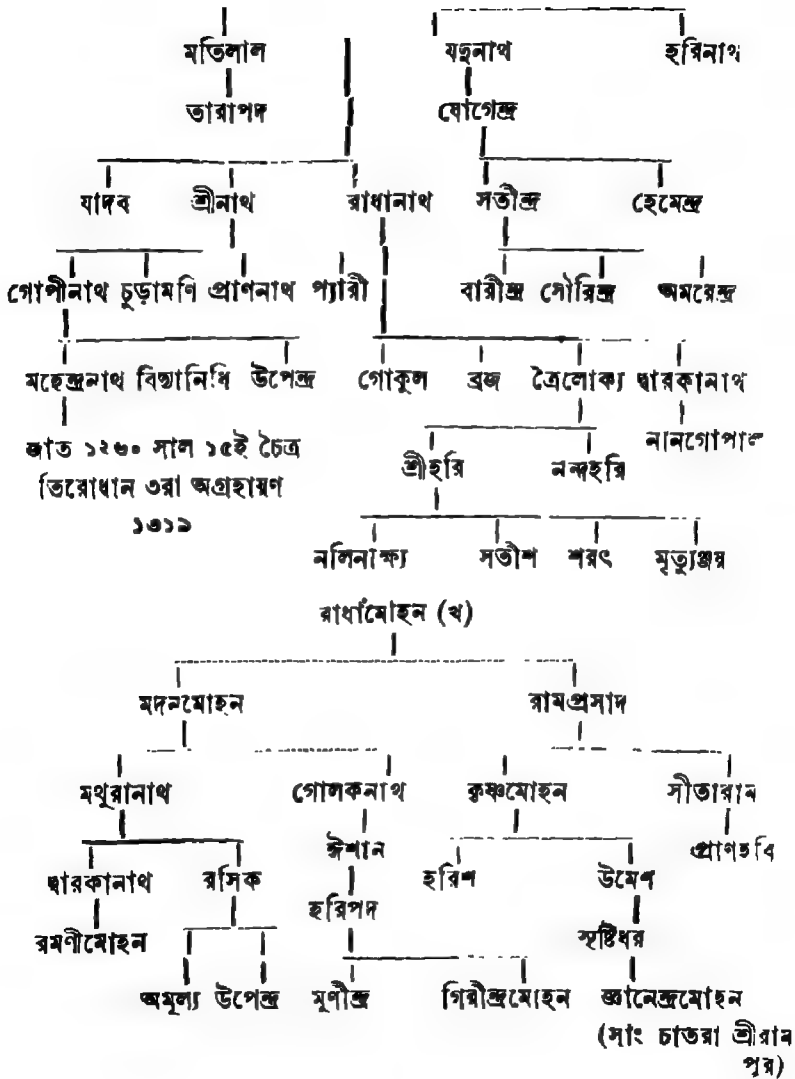 মতিলাল যদুনাথ হরিনাথ
তারাপদ যোগেন্দ্র
যাদব শ্রীনাথ রাধানাথ সতীন্দ্র হেমেন্দ্র
গোপীনাথ চুড়ামণি প্রাণনাথ প্যারী বারীন্দ্র সৌরিন্দ্র অমরেন্দ্র
মহেন্দ্রনাথ বিদ্যানিধি উপেন্দ্র গোকুল ব্রজ ত্রৈলোক্য দ্বারকানাথ
জাত ১২৬০ সাল ১৫ই চৈত্র শ্রীহরি নন্দহরি নানগোপাল
তিরোধান ৩রা অগ্রহায়ণ
১৩১৯
নলিনাক্ষ্য সতীশ শরৎ মৃত্যুঞ্জয়
রাধামোহন (খ)
মদনমোহন রামপ্রসাদ
মথুরানাথ গোলকনাথ কৃষ্ণমোহন সীতারাম
দ্বারকানাথ রসিক ঈশান হরিশ উমেশ প্রাণহরি
রমণীমোহন হরিপদ সৃষ্টিধর
অমূল্য উপেন্দ্র মুণীন্দ্র গিরীন্দ্রমোহন জ্ঞানেন্দ্রমোহন
(সাং চাতরা শ্রীরাম
পুর)